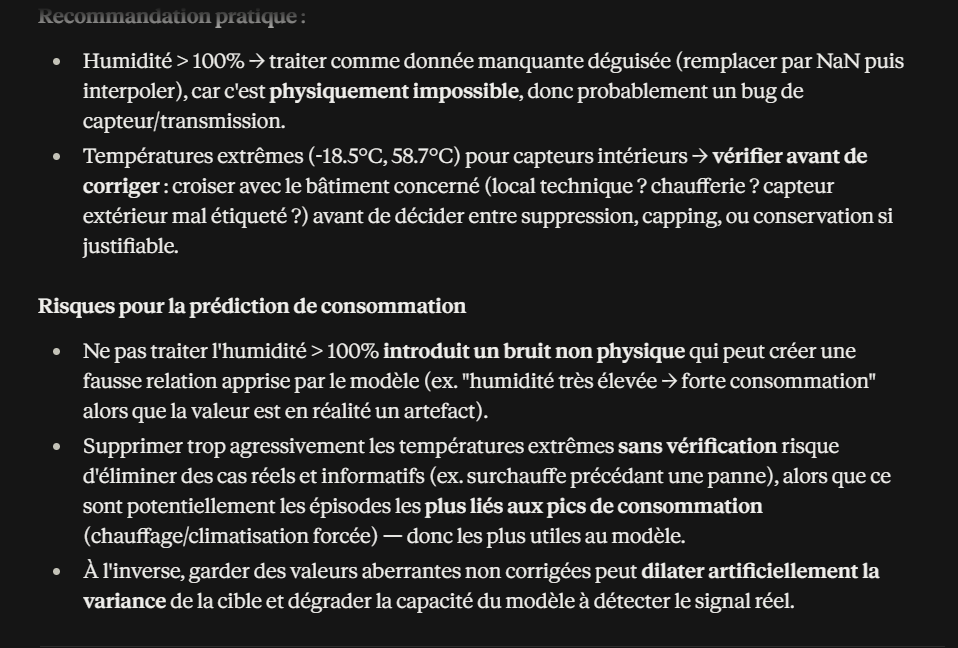 Recommandation pratique :
• Humidité > 100% → traiter comme donnée manquante déguisée (remplacer par NaN puis
interpoler), car c'est physiquement impossible, donc probablement un bug de
capteur/transmission.
• Températures extrêmes (-18.5°C, 58.7°C) pour capteurs intérieurs → vérifier avant de
corriger : croiser avec le bâtiment concerné (local technique ? chaufferie ? capteur
extérieur mal étiqueté ?) avant de décider entre suppression, capping, ou conservation si
justifiable.
Risques pour la prédiction de consommation
• Ne pas traiter l'humidité > 100% introduit un bruit non physique qui peut créer une
fausse relation apprise par le modèle (ex. "humidité très élevée → forte consommation"
alors que la valeur est en réalité un artefact).
• Supprimer trop agressivement les températures extrêmes sans vérification risque
d'éliminer des cas réels et informatifs (ex. surchauffe précédant une panne), alors que ce
sont potentiellement les épisodes les plus liés aux pics de consommation
(chauffage/climatisation forcée) — donc les plus utiles au modèle.
• À l'inverse, garder des valeurs aberrantes non corrigées peut dilater artificiellement la
variance de la cible et dégrader la capacité du modèle à détecter le signal réel.